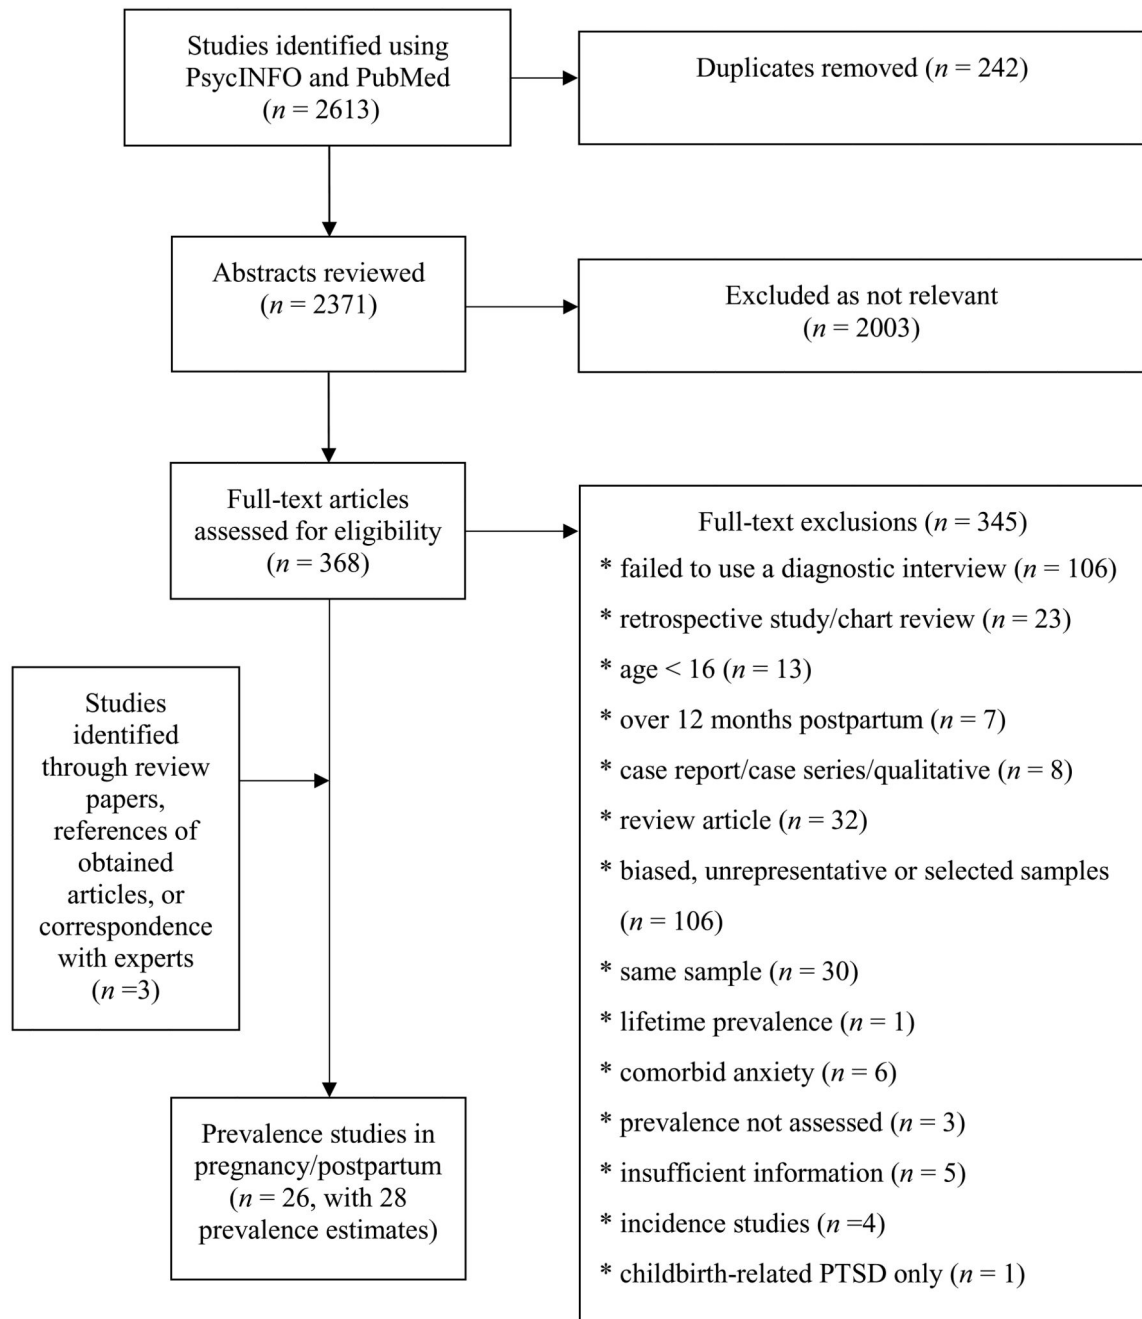 Studies identified using
PsycINFO and PubMed
(n = 2613)
Duplicates removed (n = 242)
Abstracts reviewed
(n = 2371)
Excluded as not relevant
(n = 2003)
Full-text articles
assessed for eligibility
(n = 368)
Full-text exclusions (n = 345)
* failed to use a diagnostic interview (n = 106)
* retrospective study/chart review (n = 23)
* age < 16 (n = 13)
* over 12 months postpartum (n = 7)
* case report/case series/qualitative (n = 8)
* review article (n = 32)
* biased, unrepresentative or selected samples
(n = 106)
* same sample (n = 30)
* lifetime prevalence (n = 1)
* comorbid anxiety (n = 6)
* prevalence not assessed (n = 3)
* insufficient information (n = 5)
* incidence studies (n =4)
* childbirth-related PTSD only (n = 1)
Studies
identified
through review
papers,
references of
obtained
articles, or
correspondence
with experts
(n =3)
Prevalence studies in
pregnancy/postpartum
(n = 26, with 28
prevalence estimates)